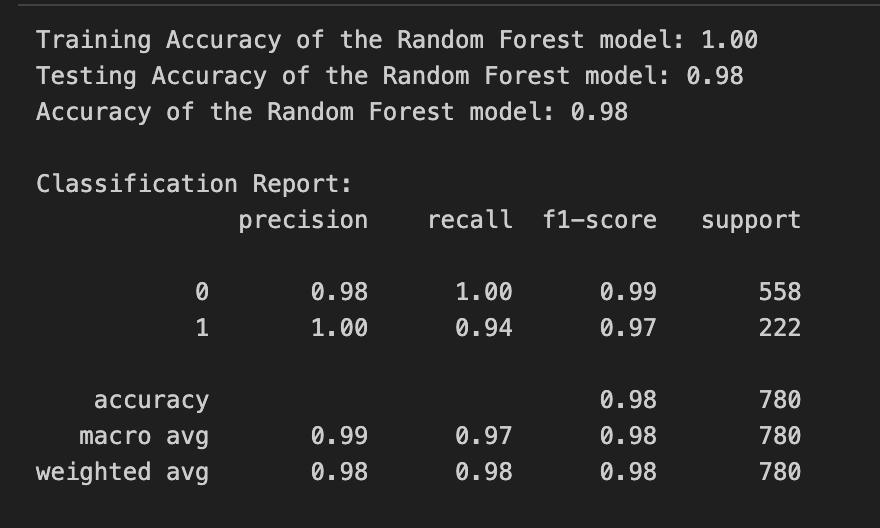 Training Accuracy of the Random Forest model: 1.00
Testing Accuracy of the Random Forest model: 0.98
Accuracy of the Random Forest model: 0.98
Classification Report:
precision recall f1-score support
0 0.98 1.00 0.99 558
1 1.00 0.94 0.97 222
accuracy 0.98 780
macro avg 0.99 0.97 0.98 780
weighted avg 0.98 0.98 0.98 780